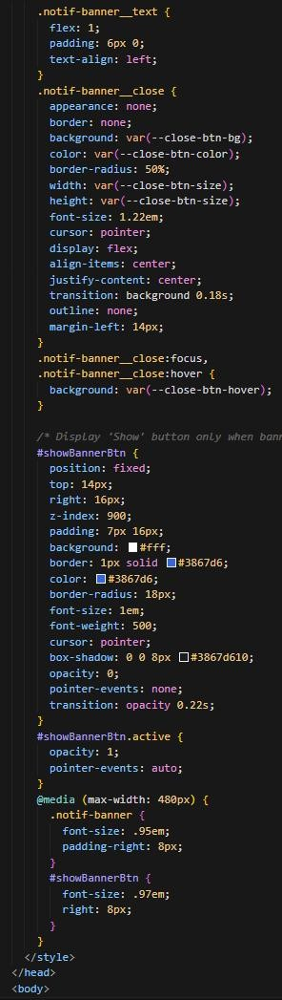 .notif-banner__text {
flex: 1;
padding: 6px 0;
text-align: left;
}
.notif-banner__close {
appearance: none;
border: none;
background: var(--close-btn-bg);
color: var(--close-btn-color);
border-radius: 50%;
width: var(--close-btn-size);
height: var(--close-btn-size);
font-size: 1.22em;
cursor: pointer;
display: flex;
align-items: center;
justify-content: center;
transition: background 0.18s;
outline: none;
margin-left: 14px;
}
.notif-banner__close:focus,
.notif-banner__close:hover {
background: var(--close-btn-hover);
}
/* Display 'Show' button only when bann
#showBannerBtn {
position: fixed;
top: 14px;
right: 16px;
z-index: 900;
padding: 7px 16px;
background: #fff;
border: 1px solid #3867d6;
color: #3867d6;
border-radius: 18px;
font-size: 1em;
font-weight: 500;
cursor: pointer;
box-shadow: 0 0 8px #3867d610;
opacity: 0;
pointer-events: none;
transition: opacity 0.22s;
}
#showBannerBtn.active {
opacity: 1;
pointer-events: auto;
}
@media (max-width: 480px) {
.notif-banner {
font-size: .95em;
padding-right: 8px;
}
#showBannerBtn {
font-size: .97em;
right: 8px;
}
}
</style>
</head>
<body>